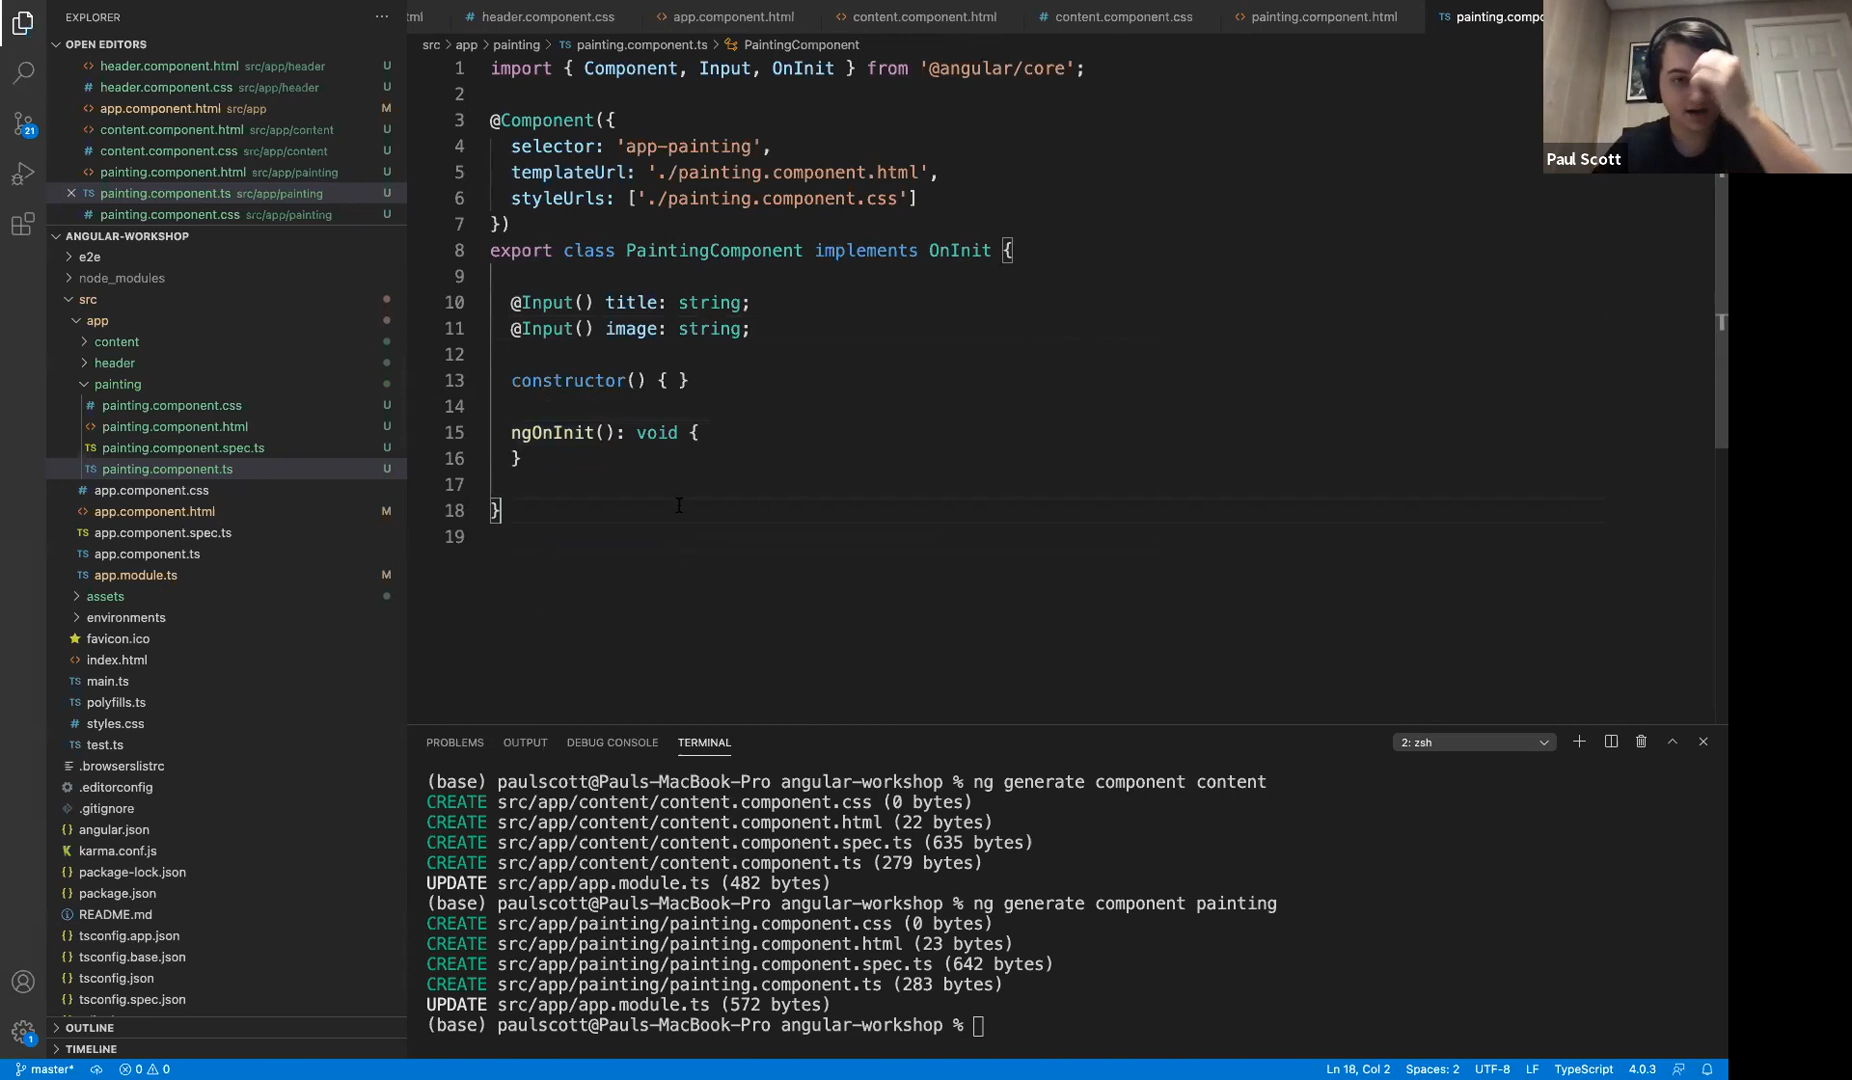 EXPLORER
...
OPEN EDITORS
header.component.html src/app/header U
header.component.css src/app/header U
app.component.html src/app M
content.component.html src/app/content U
content.component.css src/app/content U
painting.component.html src/app/painting U
TS painting.component.ts src/app/painting U
# painting.component.css src/app/painting U
ANGULAR-WORKSHOP
e2e
node_modules
src
app
content
header
painting
# painting.component.css U
painting.component.html U
TS painting.component.spec.ts U
TS painting.component.ts U
# app.component.css
app.component.html M
TS app.component.spec.ts
TS app.component.ts
TS app.module.ts M
assets
environments
favicon.ico
index.html
TS main.ts
TS polyfills.ts
# styles.css
TS test.ts
.browserslistrc
.editorconfig
.gitignore
{} angular.json
karma.conf.js
{} package-lock.json
{} package.json
README.md
{} tsconfig.app.json
{} tsconfig.base.json
{} tsconfig.json
{} tsconfig.spec.json
OUTLINE
TIMELINE
21
1
header.component.css
app.component.html
content.component.html
# content.component.css
painting.component.html
TS
src > app > painting > TS painting.component.ts > PaintingComponent
1 import { Component, Input, OnInit } from '@angular/core';
2
3 @Component({
4 selector: 'app-painting',
5 templateUrl: './painting.component.html',
6 styleUrls: ['./painting.component.css']
7 })
8 export class PaintingComponent implements OnInit {
9
10 @Input() title: string;
11 @Input() image: string;
12
13 constructor() { }
14
15 ngOnInit(): void {
16 }
17
18 }
19
Paul Scott
PROBLEMS OUTPUT DEBUG CONSOLE TERMINAL 2: zsh
(base) paulscott@Pauls-MacBook-Pro angular-workshop % ng generate component content
CREATE src/app/content/content.component.css (0 bytes)
CREATE src/app/content/content.component.html (22 bytes)
CREATE src/app/content/content.component.spec.ts (635 bytes)
CREATE src/app/content/content.component.ts (279 bytes)
UPDATE src/app/app.module.ts (482 bytes)
(base) paulscott@Pauls-MacBook-Pro angular-workshop % ng generate component painting
CREATE src/app/painting/painting.component.css (0 bytes)
CREATE src/app/painting/painting.component.html (23 bytes)
CREATE src/app/painting/painting.component.spec.ts (642 bytes)
CREATE src/app/painting/painting.component.ts (283 bytes)
UPDATE src/app/app.module.ts (572 bytes)
(base) paulscott@Pauls-MacBook-Pro angular-workshop %
master* 0 0 Ln 18, Col 2 Spaces: 2 UTF-8 LF TypeScript 4.0.3